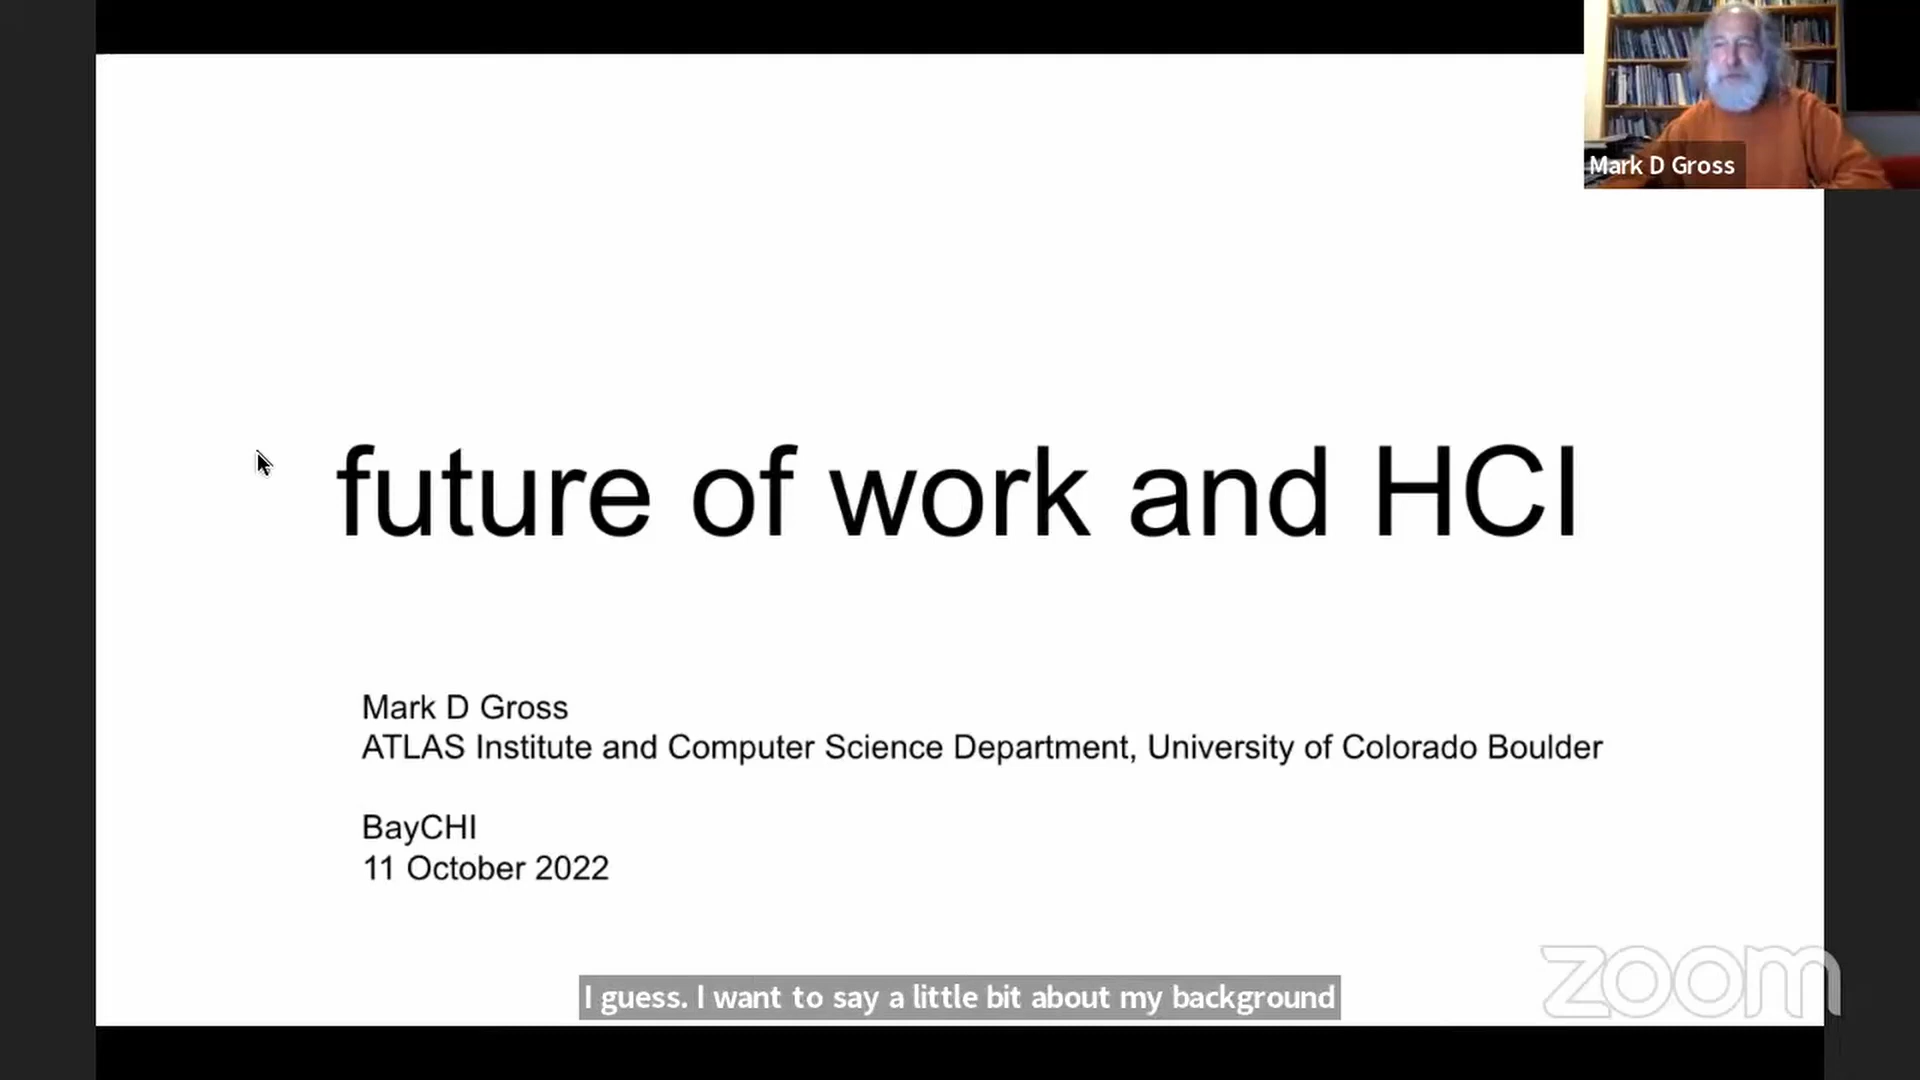 Mark D Gross
future of work and HCI
Mark D Gross
ATLAS Institute and Computer Science Department, University of Colorado Boulder
BayCHI
11 October 2022
I guess. I want to say a little bit about my background
zoom